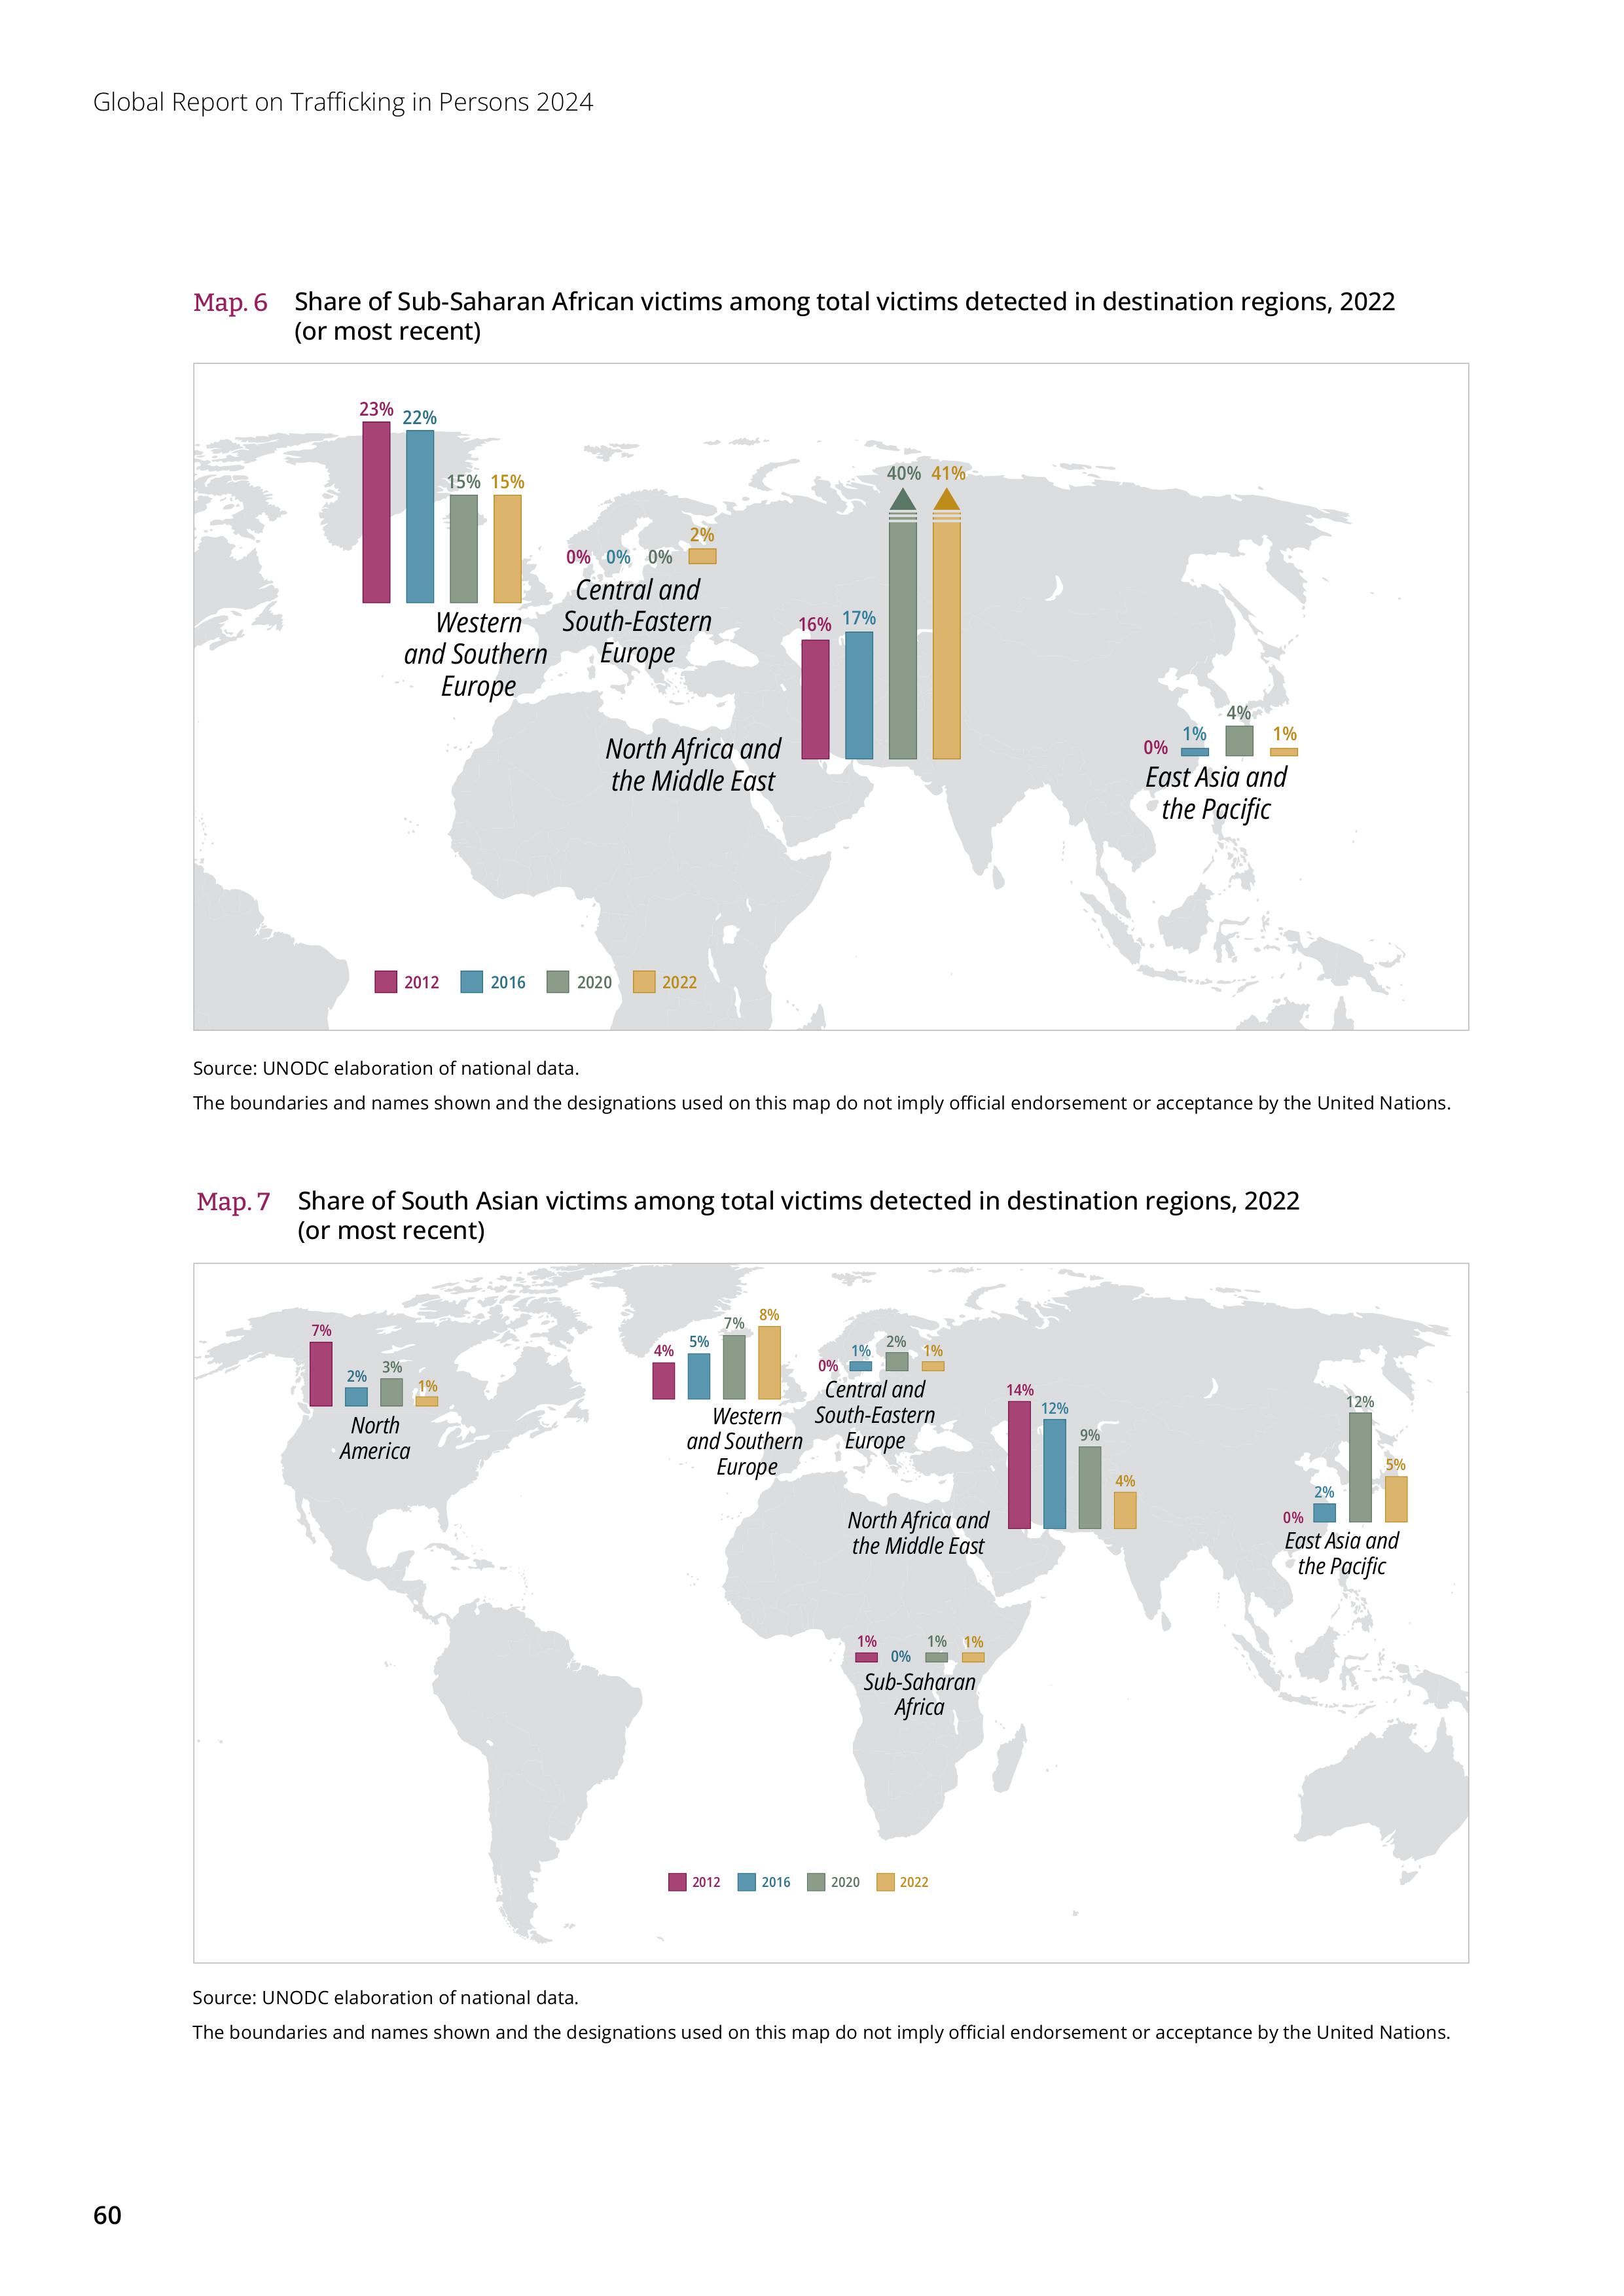 Global Report on Trafficking in Persons 2024
Map. 6 Share of Sub-Saharan African victims among total victims detected in destination regions, 2022
(or most recent)
23% 22% 15% 15%
Western
and Southern
Europe
0% 0% 0% 2%
Central and
South-Eastern
Europe
16% 17% 40% 41%
North Africa and
the Middle East
0% 1% 4% 1%
East Asia and
the Pacific
2012 2016 2020 2022
Source: UNODC elaboration of national data.
The boundaries and names shown and the designations used on this map do not imply official endorsement or acceptance by the United Nations.
Map. 7 Share of South Asian victims among total victims detected in destination regions, 2022
(or most recent)
7% 2% 3% 1%
North
America
4% 5% 7% 8%
Western
and Southern
Europe
0% 1% 2% 1%
Central and
South-Eastern
Europe
14% 12% 9% 4%
North Africa and
the Middle East
0% 2% 12% 5%
East Asia and
the Pacific
1% 0% 1% 1%
Sub-Saharan
Africa
2012 2016 2020 2022
Source: UNODC elaboration of national data.
The boundaries and names shown and the designations used on this map do not imply official endorsement or acceptance by the United Nations.
60